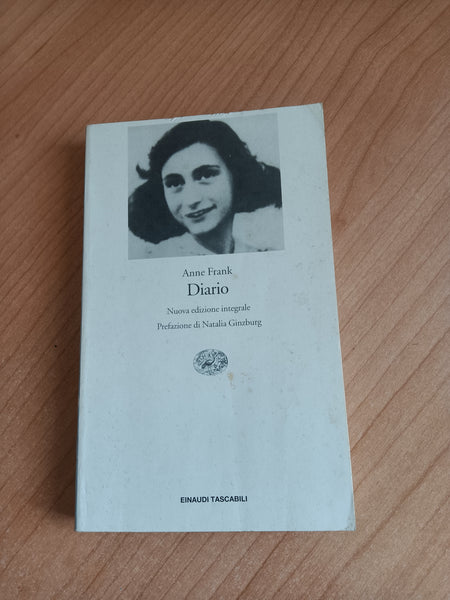 Anne Frank
Diario
Nuova edizione integrale
Prefazione di Natalia Ginzburg
EINAUDI TASCABILI